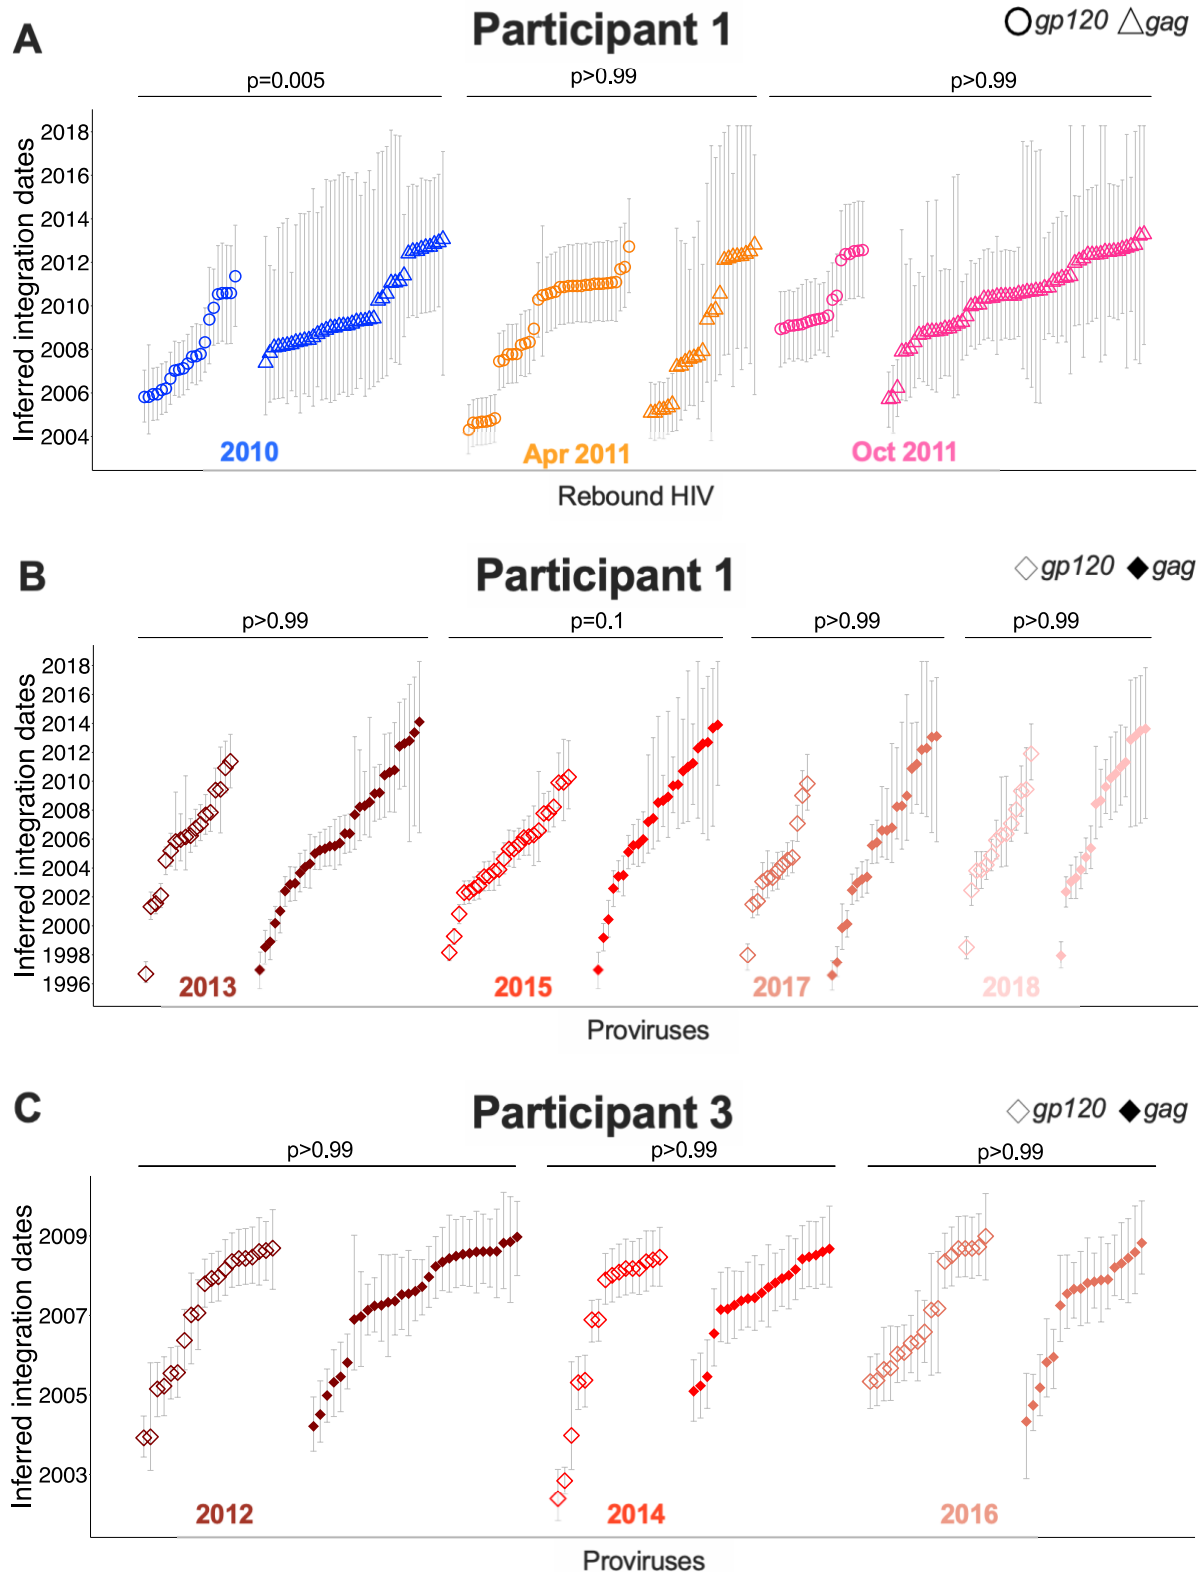 A
Participant 1
gp120 gag
p=0.005
p>0.99
p>0.99
Inferred integration dates
2018
2016
2014
2012
2010
2008
2006
2004
2010
Apr 2011
Oct 2011
Rebound HIV
B
Participant 1
gp120 gag
p>0.99
p=0.1
p>0.99
p>0.99
Inferred integration dates
2018
2016
2014
2012
2010
2008
2006
2004
2002
2000
1998
1996
2013
2015
2017
2018
Proviruses
C
Participant 3
gp120 gag
p>0.99
p>0.99
p>0.99
Inferred integration dates
2009
2007
2005
2003
2012
2014
2016
Proviruses